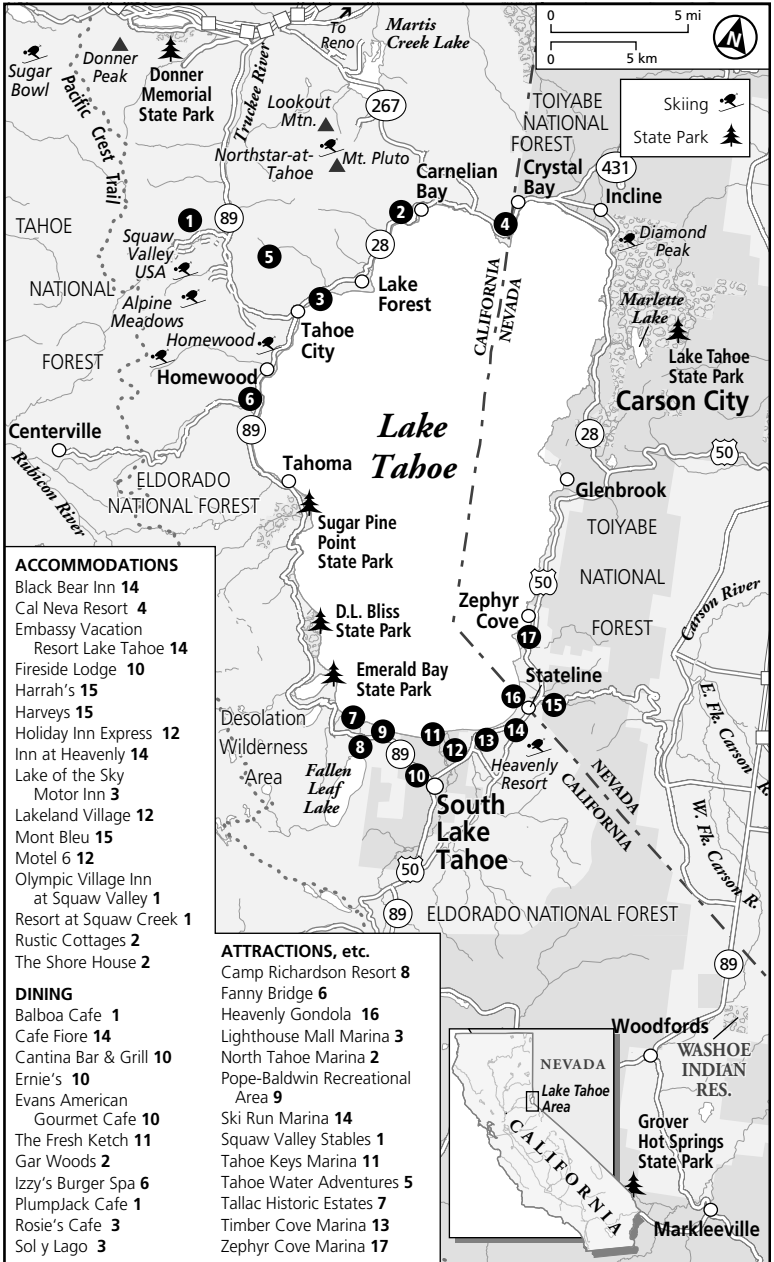 0 5 mi
0 5 km
N
Skiing
State Park
To
Reno
Martis
Creek Lake
Sugar
Bowl
Donner
Peak
Donner
Memorial
State Park
Pacific Crest Trail
Truckee River
Lookout
Mtn.
267
Northstar-at-
Tahoe
Mt. Pluto
TOIYABE
NATIONAL
FOREST
431
Carnelian
Bay
Crystal
Bay
Incline
1
89
2
4
TAHOE
Squaw
Valley
USA
5
28
Diamond
Peak
NATIONAL
Alpine
Meadows
3
Lake
Forest
CALIFORNIA
NEVADA
Marlette
Lake
Tahoe
City
Homewood
FOREST
Lake Tahoe
State Park
Homewood
Carson City
6
89
Centerville
Lake
Tahoe
28
50
Rubicon River
ELDORADO
NATIONAL FOREST
Tahoma
Glenbrook
Sugar Pine
Point
State Park
TOIYABE
50
NATIONAL
Carson River
D.L. Bliss
State Park
Zephyr
Cove
FOREST
17
Emerald Bay
State Park
Stateline
16
15
E. Fk. Carson R.
Desolation
Wilderness
Area
7
9
11
13
14
8
89
12
Heavenly
Resort
Fallen
Leaf
Lake
10
NEVADA
CALIFORNIA
South
Lake
Tahoe
W. Fk. Carson R.
50
89
ELDORADO NATIONAL FOREST
89
Woodfords
WASHOE
INDIAN
RES.
Grover
Hot Springs
State Park
Markleeville
NEVADA
Lake Tahoe
Area
CALIFORNIA
ACCOMMODATIONS
Black Bear Inn 14
Cal Neva Resort 4
Embassy Vacation
Resort Lake Tahoe 14
Fireside Lodge 10
Harrah's 15
Harveys 15
Holiday Inn Express 12
Inn at Heavenly 14
Lake of the Sky
Motor Inn 3
Lakeland Village 12
Mont Bleu 15
Motel 6 12
Olympic Village Inn
at Squaw Valley 1
Resort at Squaw Creek 1
Rustic Cottages 2
The Shore House 2
DINING
Balboa Cafe 1
Cafe Fiore 14
Cantina Bar & Grill 10
Ernie's 10
Evans American
Gourmet Cafe 10
The Fresh Ketch 11
Gar Woods 2
Izzy's Burger Spa 6
PlumpJack Cafe 1
Rosie's Cafe 3
Sol y Lago 3
ATTRACTIONS, etc.
Camp Richardson Resort 8
Fanny Bridge 6
Heavenly Gondola 16
Lighthouse Mall Marina 3
North Tahoe Marina 2
Pope-Baldwin Recreational
Area 9
Ski Run Marina 14
Squaw Valley Stables 1
Tahoe Keys Marina 11
Tahoe Water Adventures 5
Tallac Historic Estates 7
Timber Cove Marina 13
Zephyr Cove Marina 17